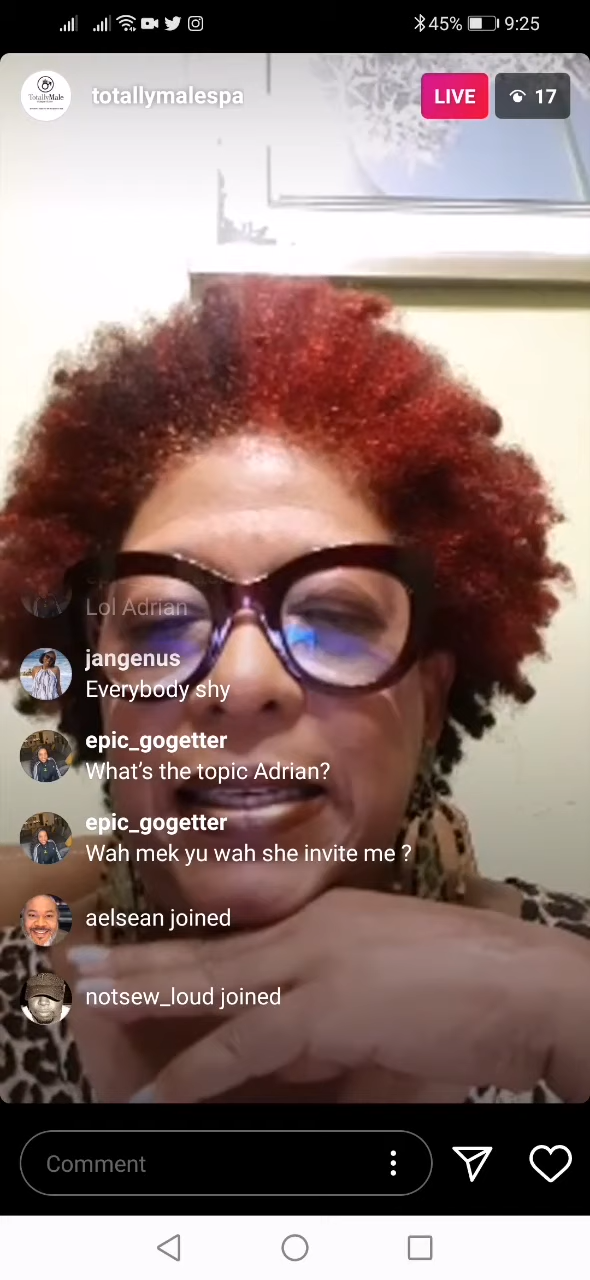 45% 9:25
TotallyMale
totallymalespa
LIVE 17
Lol Adrian
jangenus
Everybody shy
epic_gogetter
What's the topic Adrian?
epic_gogetter
Wah mek yu wah she invite me ?
aelsean joined
notsew_loud joined
Comment